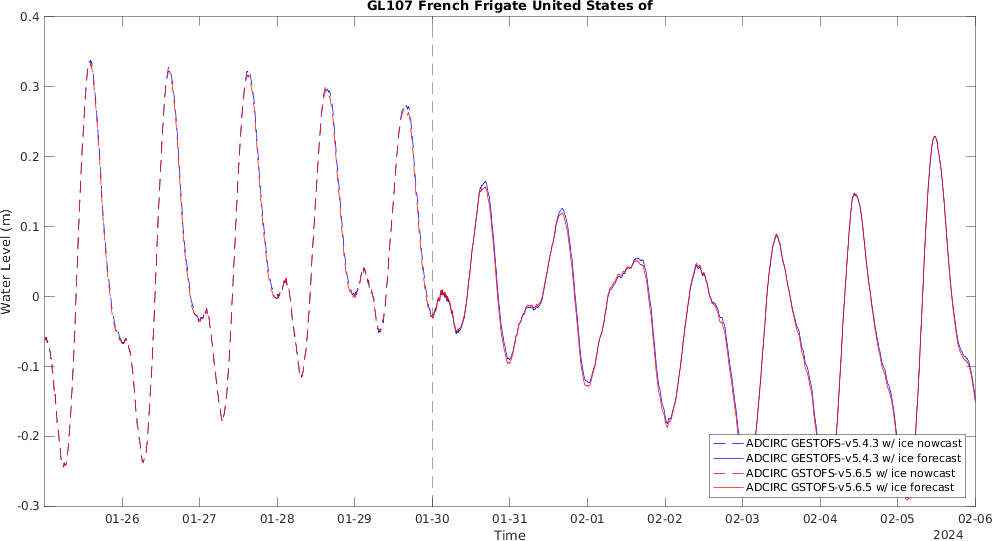 GL107 French Frigate United States of
0.4
0.3
0.2
0.1
0
-0.1
-0.2
-0.3
Water Level (m)
ADCIRC GESTOFS-v5.4.3 w/ ice nowcast
ADCIRC GESTOFS-v5.4.3 w/ ice forecast
ADCIRC GSTOFS-v5.6.5 w/ ice nowcast
ADCIRC GSTOFS-v5.6.5 w/ ice forecast
01-26 01-27 01-28 01-29 01-30 01-31 02-01 02-02 02-03 02-04 02-05 02-06
Time
2024